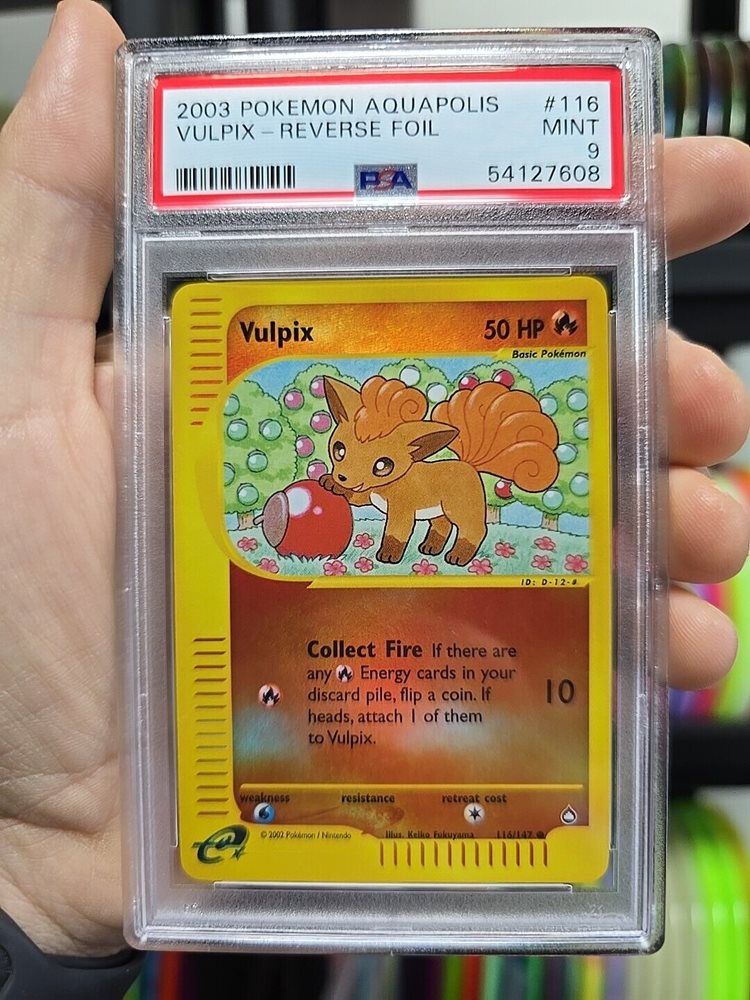 2003 POKEMON AQUAPOLIS #116
VULPIX - REVERSE FOIL MINT
9
PSA 54127608
Vulpix 50 HP
Basic Pokémon
ID: D-12-#
Collect Fire If there are
any Energy cards in your
discard pile, flip a coin. If
heads, attach 1 of them
to Vulpix.
10
weakness resistance retreat cost
© 2002 Pokémon / Nintendo Illus. Keiko Fukuyama 116/147
e